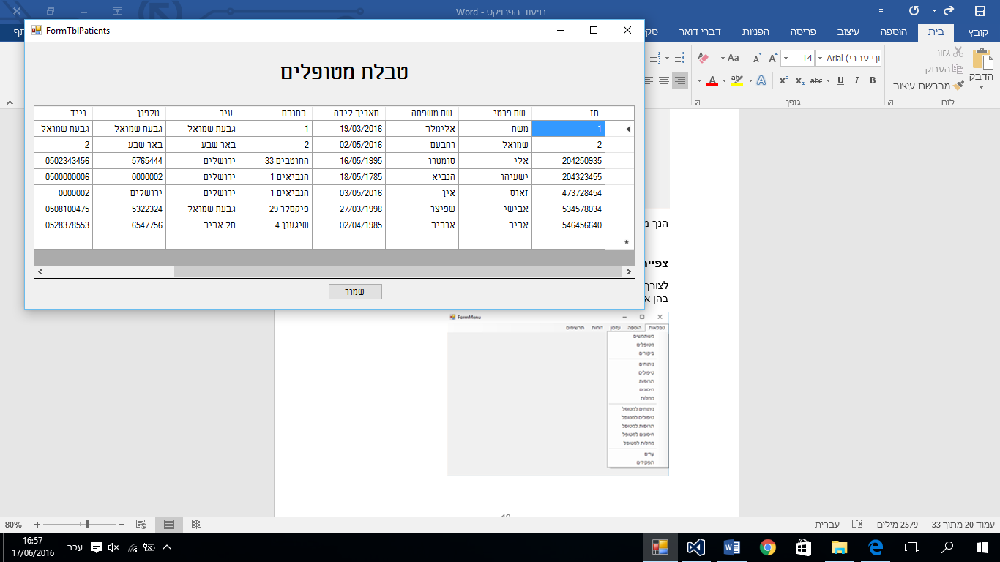 תיעוד הפרויקט - Word
קובץ בית הוספה עיצוב פריסה הפניות דברי דואר
הדבק
גזור
העתק
מברשת עיצוב
לוח
Arial (גוף עברי 14 A A Aa
B I U abc x₂ x² A ab A
גופן
FormTblPatients
טבלת מטופלים
תז שם פרטי שם משפחה תאריך לידה כתובת עיר טלפון נייד
1 משה אלימלך 19/03/2016 1 גבעת שמואל גבעת שמואל גבעת שמואל
2 שמואל רחבעם 02/05/2016 2 באר שבע באר שבע 2
204250935 אלי סומטרו 16/05/1995 החוטבים 33 ירושלים 5765444 0502343456
204323455 ישעיהו הנביא 18/05/1785 הנביאים 1 ירושלים 0000002 0500000006
473728454 זאוס אין 03/05/2016 הנביאים 1 ירושלים ירושלים 0000002
534578034 אבישי שפיצר 27/03/1998 פיקסלר 29 גבעת שמואל 5322324 0508100475
546456640 אביב ארביב 02/04/1985 שיגעון 4 תל אביב 6547756 0528378553
שמור
הנך
לצורך
בהן
FormMenu
טבלאות הוספה עדכון דוחות תרשימים
משתמשים
מטופלים
ביקורים
ניתוחים
טיפולים
תרופות
חיסונים
מחלות
ניתוחים למטופל
טיפולים למטופל
תרופות למטופל
חיסונים למטופל
מחלות למטופל
ערים
תפקידים
עמוד 20 מתוך 33 2579 מילים עברית 80%
עבר
16:57
17/06/2016